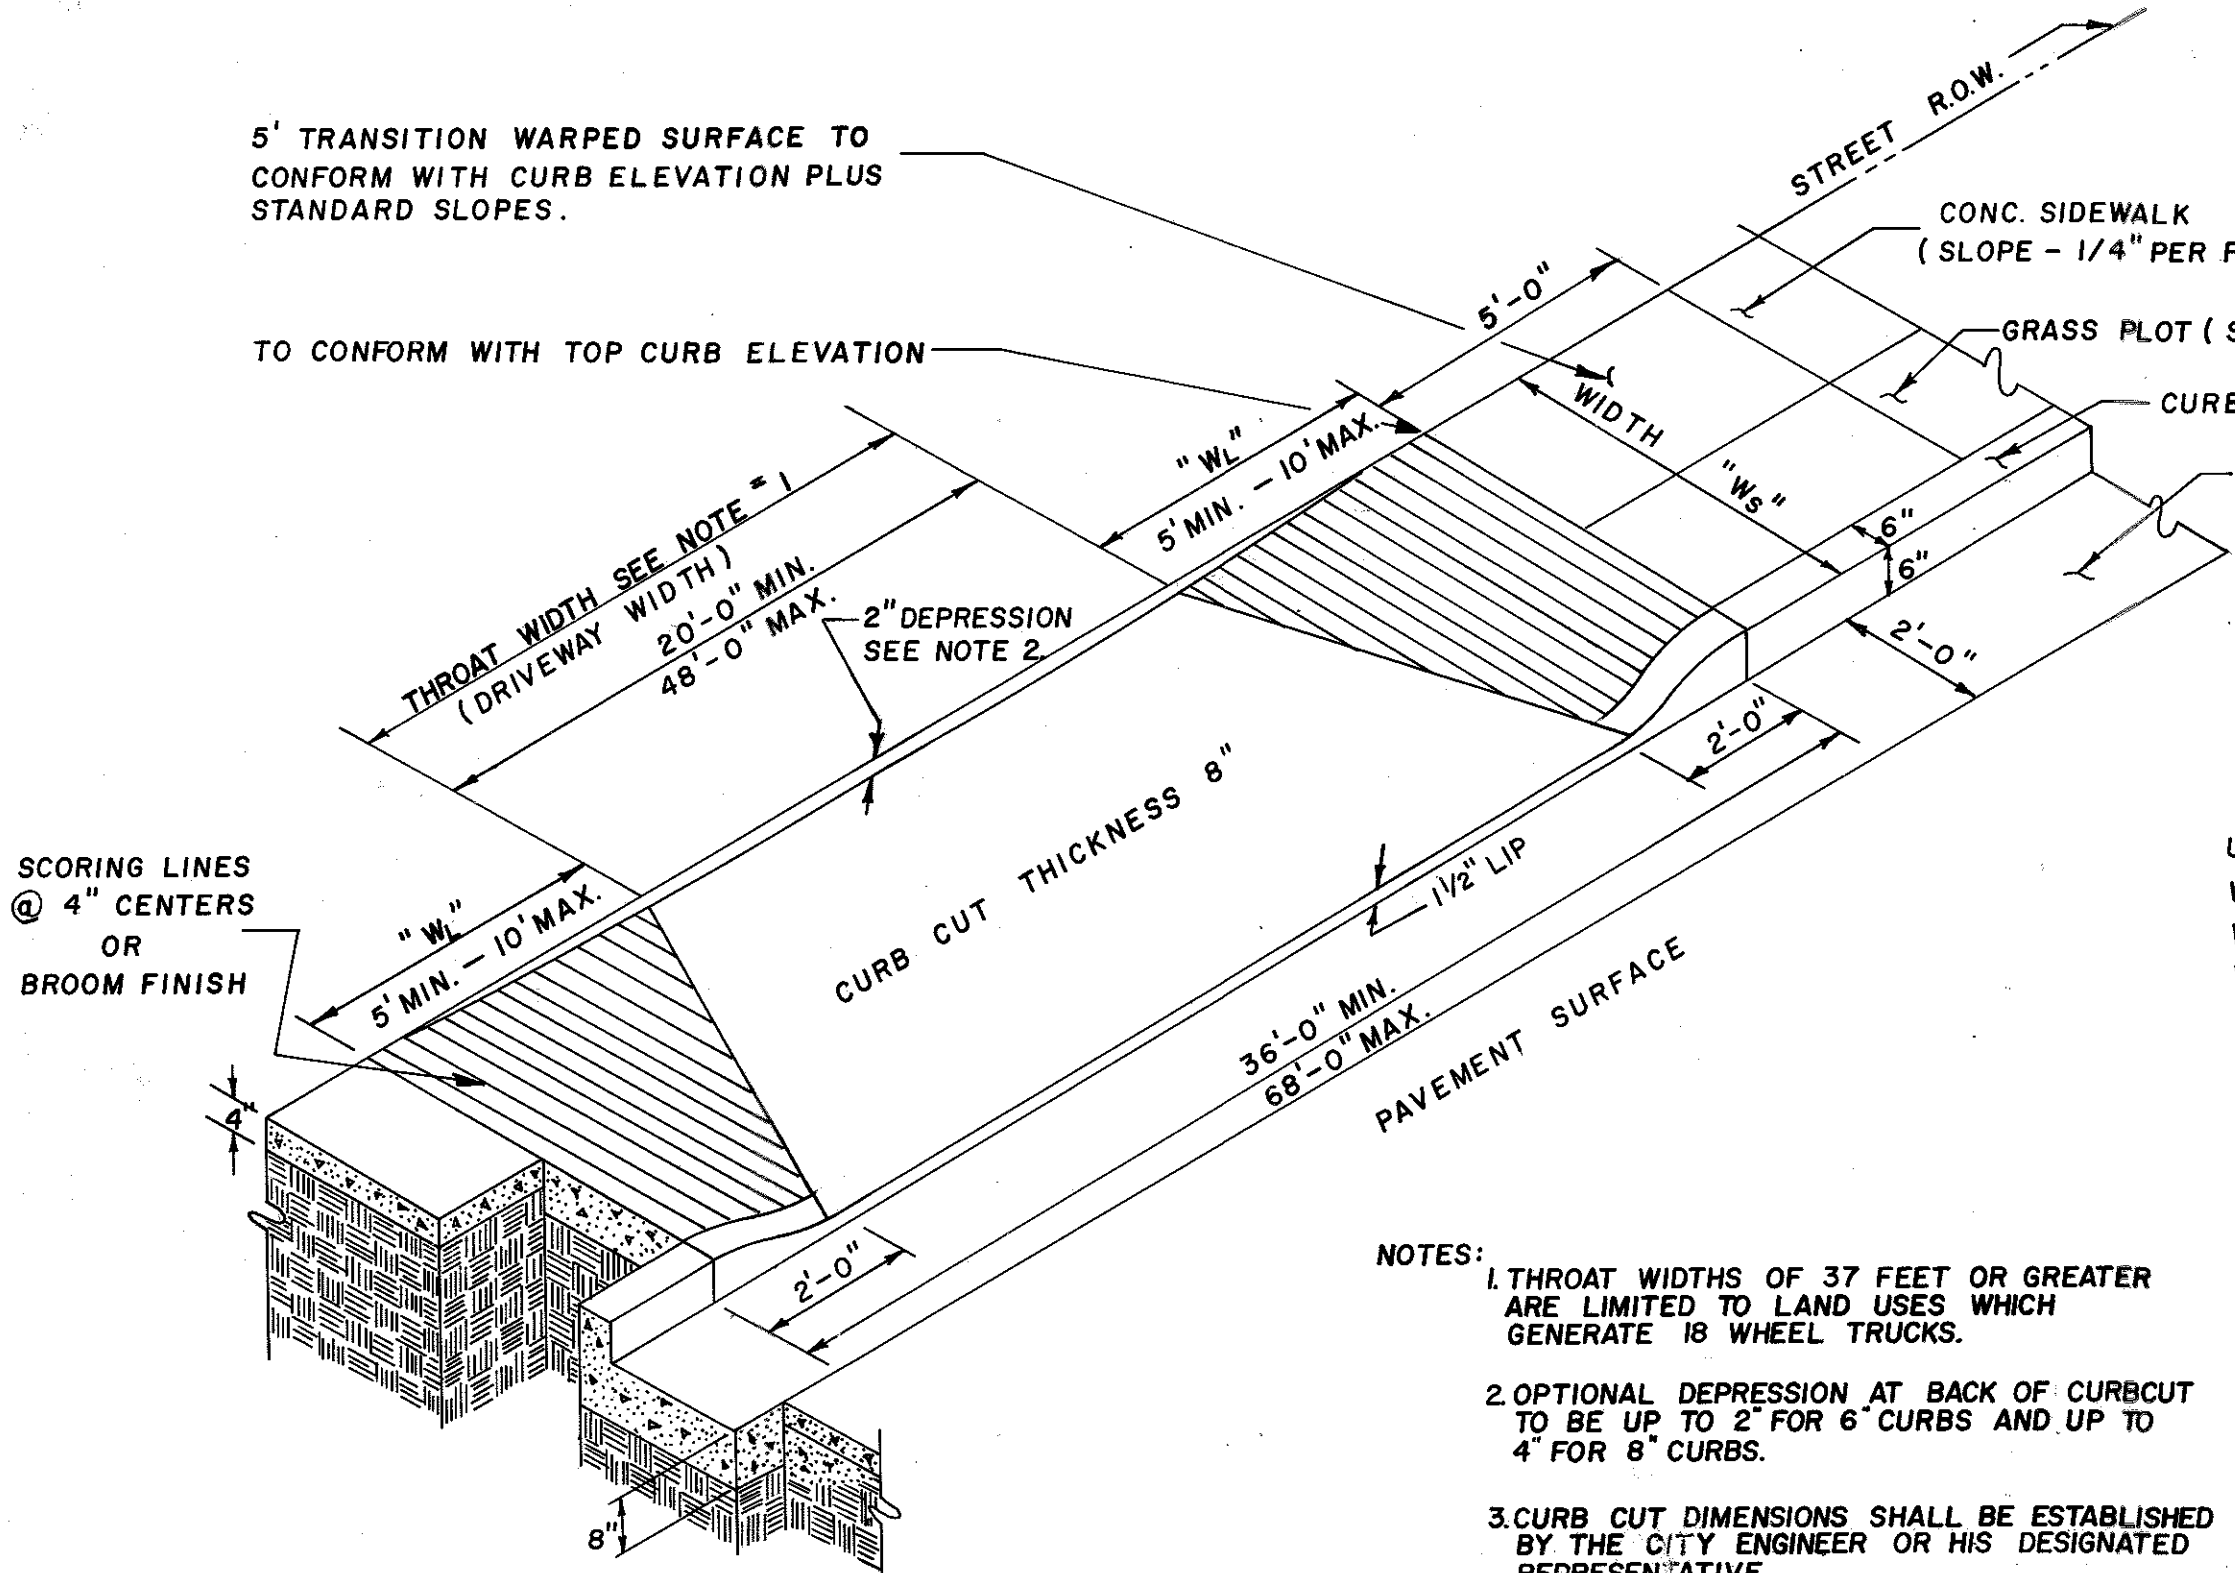 5' TRANSITION WARPED SURFACE TO
CONFORM WITH CURB ELEVATION PLUS
STANDARD SLOPES.
TO CONFORM WITH TOP CURB ELEVATION
STREET R.O.W.
CONC. SIDEWALK
( SLOPE - 1/4" PER
GRASS PLOT (
CURB
5'-0"
WIDTH "Ws"
"WL"
5' MIN. - 10' MAX.
6"
6"
2'-0"
2'-0"
THROAT WIDTH SEE NOTE # 1
( DRIVEWAY WIDTH )
20'-0" MIN.
48'-0" MAX.
2" DEPRESSION
SEE NOTE 2.
CURB CUT THICKNESS 8"
1 1/2" LIP
SCORING LINES
@ 4" CENTERS
OR
BROOM FINISH
"WL"
5' MIN. - 10' MAX.
36'-0" MIN.
68'-0" MAX.
PAVEMENT SURFACE
4"
2'-0"
8"
NOTES:
1. THROAT WIDTHS OF 37 FEET OR GREATER
ARE LIMITED TO LAND USES WHICH
GENERATE 18 WHEEL TRUCKS.
2. OPTIONAL DEPRESSION AT BACK OF CURBCUT
TO BE UP TO 2" FOR 6" CURBS AND UP TO
4" FOR 8" CURBS.
3. CURB CUT DIMENSIONS SHALL BE ESTABLISHED
BY THE CITY ENGINEER OR HIS DESIGNATED
REPRESENTATIVE